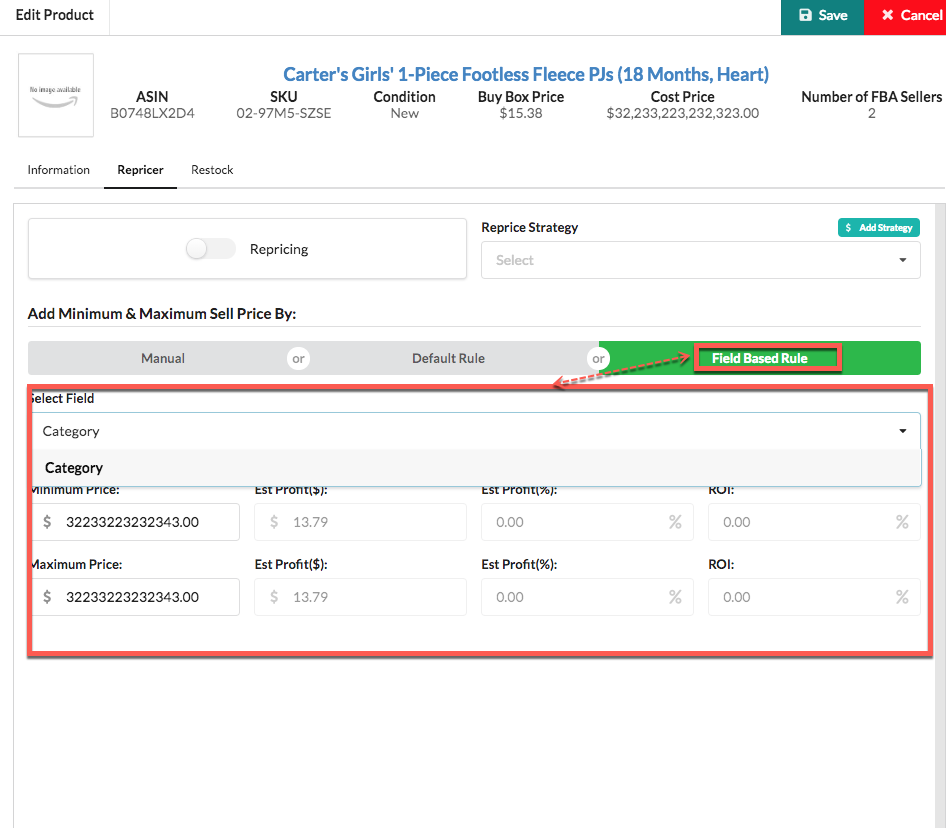 Edit Product
Save
Cancel
No image available
Carter's Girls' 1-Piece Footless Fleece PJs (18 Months, Heart)
ASIN SKU Condition Buy Box Price Cost Price Number of FBA Sellers
B0748LX2D4 02-97M5-SZSE New $15.38 $32,233,223,232,323.00 2
Information Repricer Restock
Repricing
Reprice Strategy
$ Add Strategy
Select
Add Minimum & Maximum Sell Price By:
Manual or Default Rule or Field Based Rule
Select Field
Category
Category
Minimum Price: Est Profit($): Est Profit(%): ROI:
$ 32233223232343.00 $ 13.79 0.00 % 0.00 %
Maximum Price: Est Profit($): Est Profit(%): ROI:
$ 32233223232343.00 $ 13.79 0.00 % 0.00 %